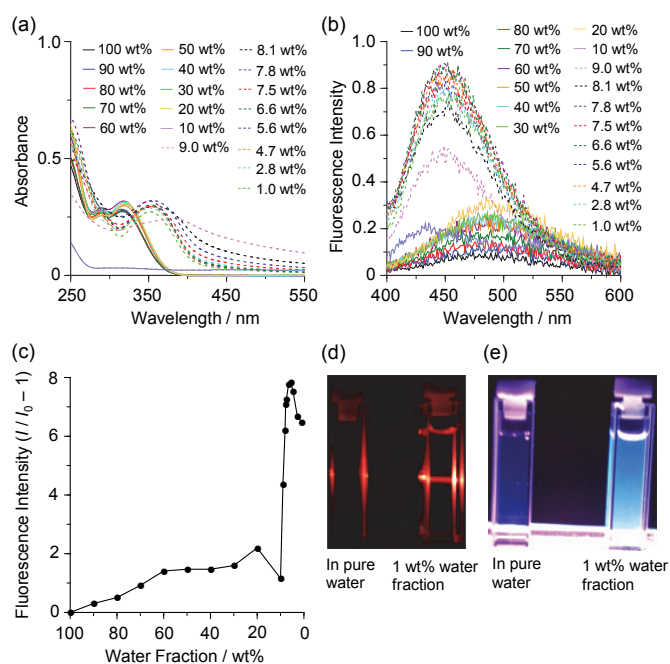 (a)
100 wt%
90 wt%
80 wt%
70 wt%
60 wt%
50 wt%
40 wt%
30 wt%
20 wt%
10 wt%
9.0 wt%
8.1 wt%
7.8 wt%
7.5 wt%
6.6 wt%
5.6 wt%
4.7 wt%
2.8 wt%
1.0 wt%
Absorbance
1
0.5
0
250
350
450
550
Wavelength / nm
(b)
100 wt%
90 wt%
80 wt%
70 wt%
60 wt%
50 wt%
40 wt%
30 wt%
20 wt%
10 wt%
9.0 wt%
8.1 wt%
7.8 wt%
7.5 wt%
6.6 wt%
5.6 wt%
4.7 wt%
2.8 wt%
1.0 wt%
Fluorescence Intensity
1
0.8
0.6
0.4
0.2
0
400
450
500
550
600
Wavelength / nm
(c)
Fluorescence Intensity (I / I0 – 1)
8
6
4
2
0
100
80
60
40
20
0
Water Fraction / wt%
(d)
In pure
water
1 wt% water
fraction
(e)
In pure
water
1 wt% water
fraction